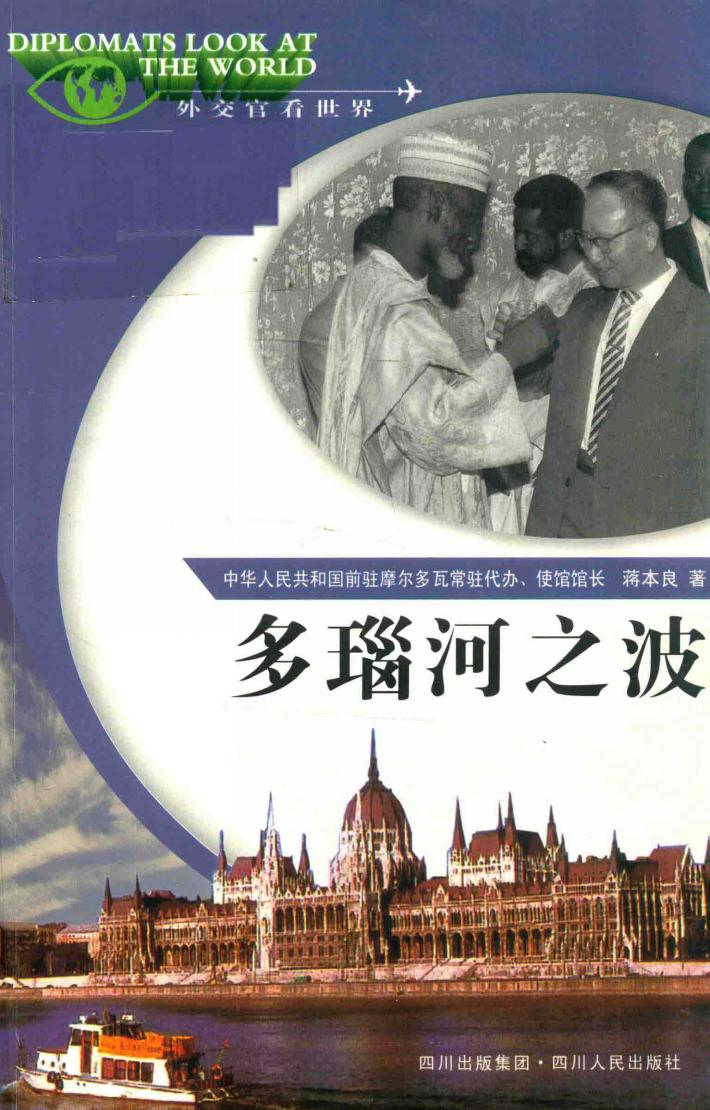 DIPLOMATS LOOK AT
THE WORLD
外交官看世界
中华人民共和国前驻摩尔多瓦常驻代办、使馆馆长 蒋本良 著
多瑙河之波
四川出版集团·四川人民出版社